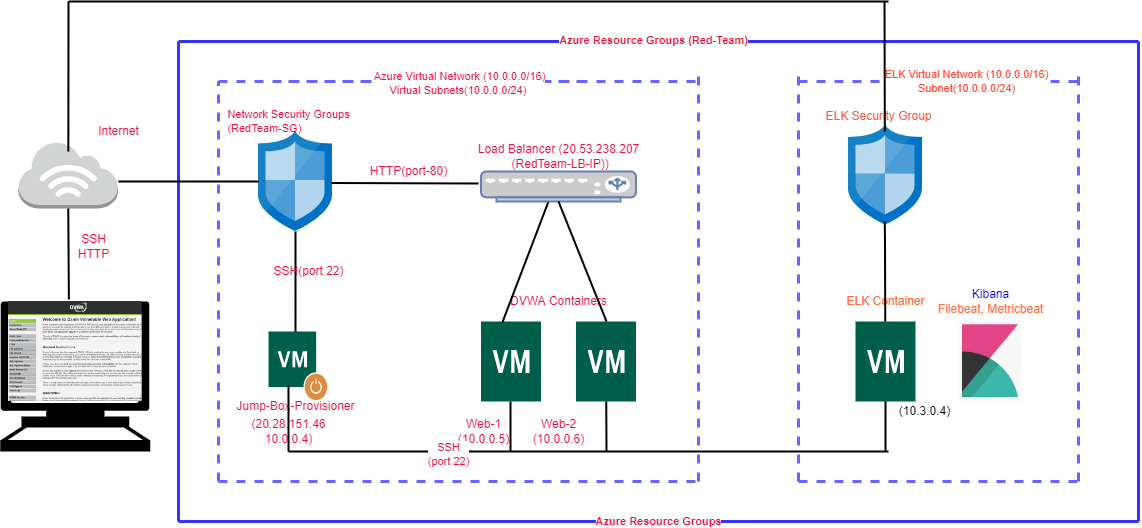 Azure Resource Groups (Red-Team)
Azure Virtual Network (10.0.0.0/16)
Virtual Subnets(10.0.0.0/24)
ELK Virtual Network (10.0.0.0/16)
Subnet(10.0.0.0/24)
Network Security Groups
(RedTeam-SG)
ELK Security Group
Internet
Load Balancer (20.53.238.207
(RedTeam-LB-IP))
HTTP(port-80)
SSH
HTTP
SSH(port 22)
DVWA Containers
ELK Container
Kibana
Filebeat, Metricbeat
DVWA
Welcome to Damn Vulnerable Web Application!
General Instructions
WARNING!
VM
VM
VM
VM
Jump-Box-Provisioner
(20.28.151.46
10.0.0.4)
Web-1
(10.0.0.5)
Web-2
(10.0.0.6)
(10.3.0.4)
SSH
(port 22)
Azure Resource Groups